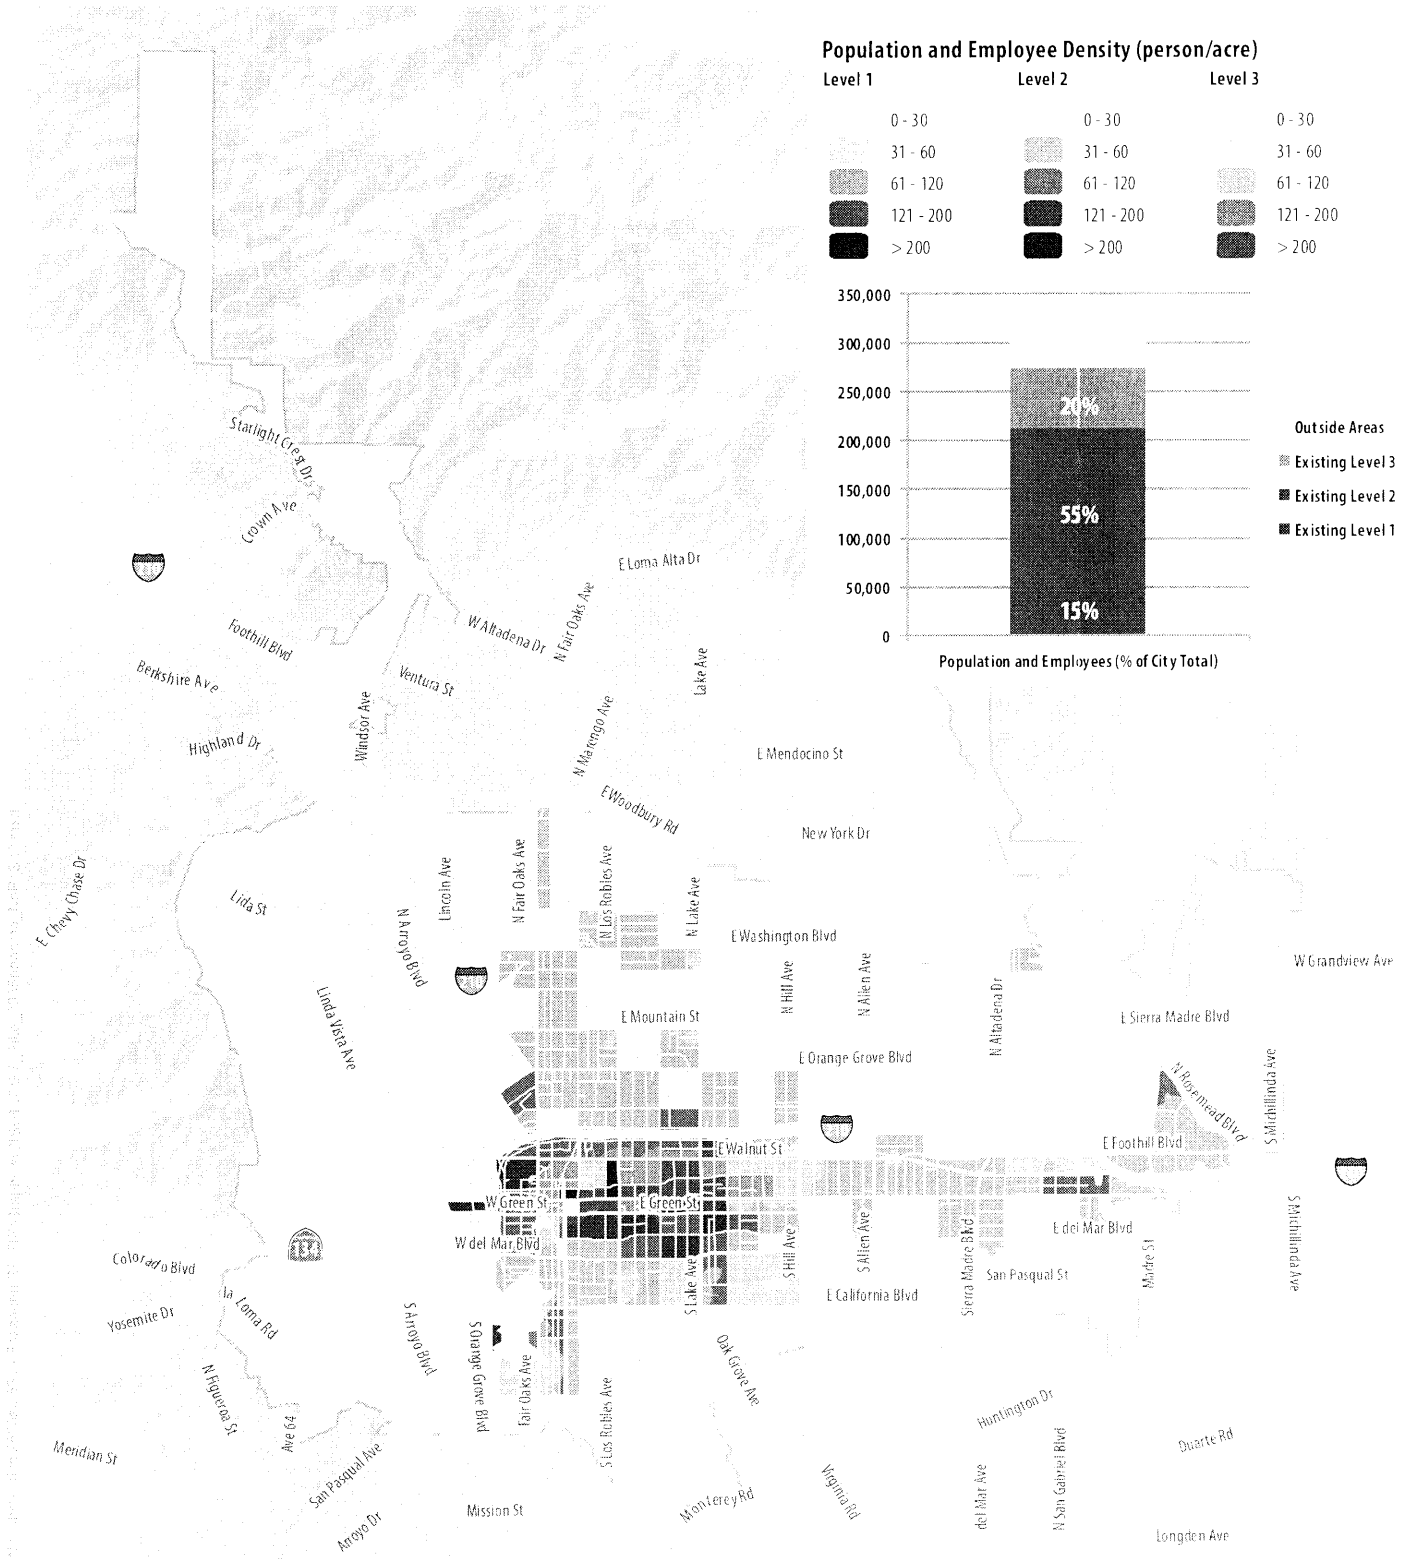 Population and Employee Density (person/acre)
Level 1
Level 2
Level 3
0 - 30
0 - 30
0 - 30
31 - 60
31 - 60
31 - 60
61 - 120
61 - 120
61 - 120
121 - 200
121 - 200
121 - 200
> 200
> 200
> 200
350,000
300,000
250,000
200,000
150,000
100,000
50,000
0
20%
55%
15%
Outside Areas
Existing Level 3
Existing Level 2
Existing Level 1
Population and Employees (% of City Total)
Starlight Crest Dr
Crown Ave
E Loma Alta Dr
N Fair Oaks Ave
W Altadena Dr
Foothill Blvd
Berkshire Ave
Ventura St
Lake Ave
Windsor Ave
Highland Dr
N Marengo Ave
E Mendocino St
E Woodbury Rd
New York Dr
E Chevy Chase Dr
Lida St
Lincoln Ave
N Fair Oaks Ave
N Los Robles Ave
N Lake Ave
N Arroyo Blvd
E Washington Blvd
W Grandview Ave
210
N Hill Ave
N Allen Ave
Linda Vista Ave
E Mountain St
N Altadena Dr
E Sierra Madre Blvd
E Orange Grove Blvd
N Rosemead Blvd
S Michillinda Ave
E Walnut St
E Foothill Blvd
W Green St
E Green St
W del Mar Blvd
E del Mar Blvd
134
Colorado Blvd
S Lake Ave
S Hill Ave
S Allen Ave
Sierra Madre Blvd
San Pasqual St
Madre St
S Michillinda Ave
E California Blvd
la Loma Rd
Yosemite Dr
S Arroyo Blvd
S Orange Grove Blvd
Fair Oaks Ave
Oak Grove Ave
N Figueroa St
Ave 64
S Los Robles Ave
Huntington Dr
Duarte Rd
Meridian St
San Pasqual Ave
Arroyo Dr
Mission St
Monterey Rd
Virginia Rd
del Mar Ave
N San Gabriel Blvd
Longden Ave